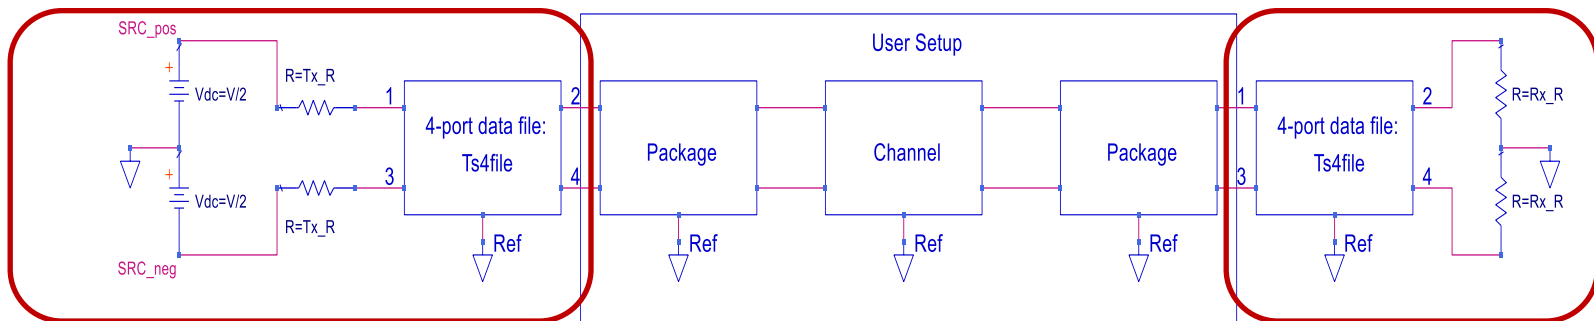 SRC_pos
+
Vdc=V/2
R=Tx_R
1
4-port data file:
Ts4file
2
3
4
+
Vdc=V/2
R=Tx_R
SRC_neg
Ref
User Setup
Package
Ref
Channel
Ref
Package
Ref
1
3
4-port data file:
Ts4file
2
4
Ref
R=Rx_R
R=Rx_R